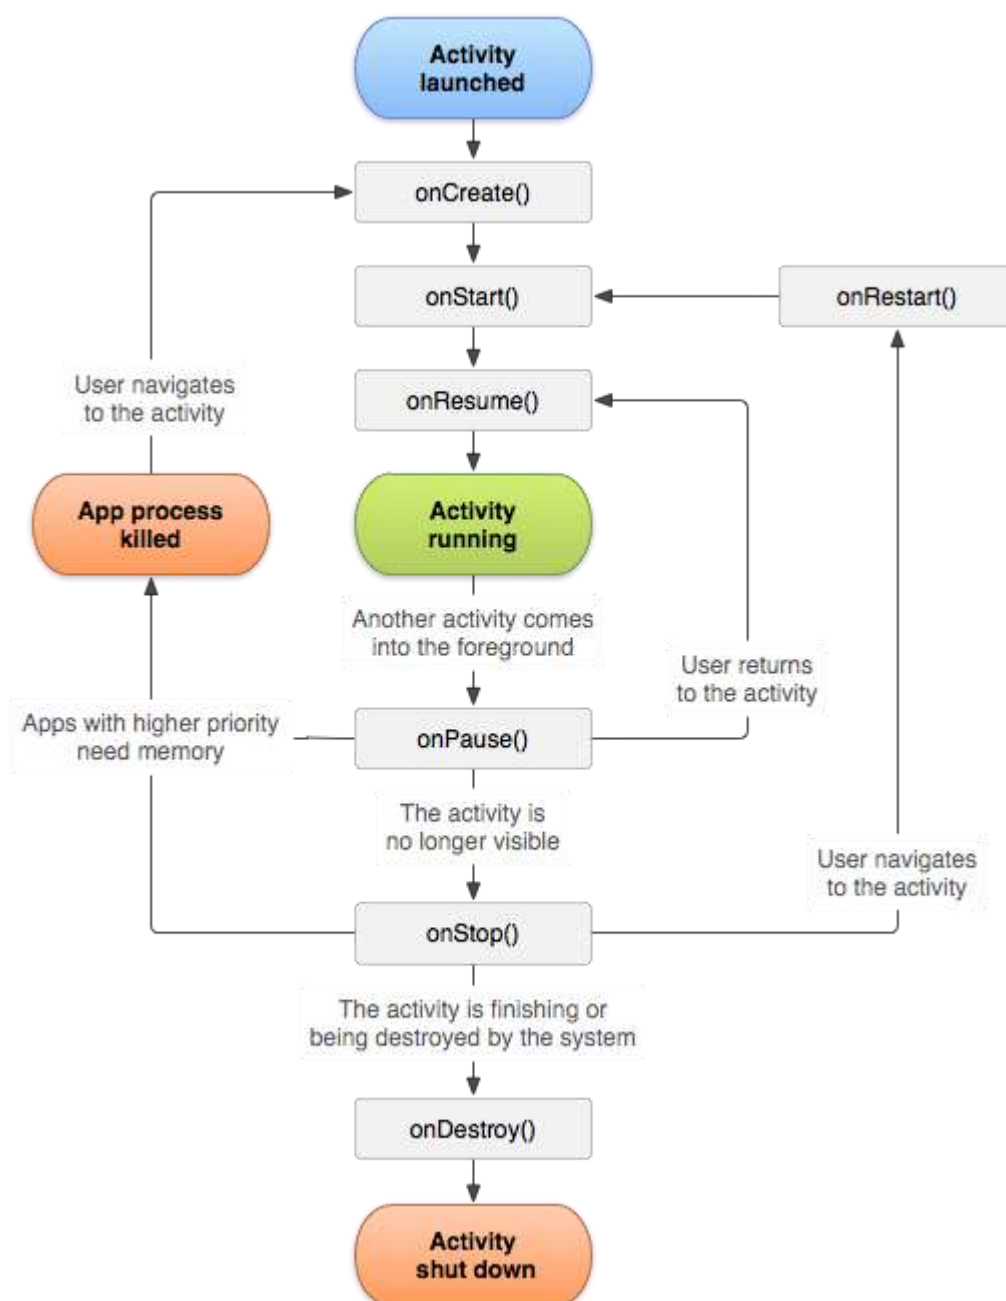 Activity
launched
onCreate()
onStart()
onRestart()
User navigates
to the activity
onResume()
App process
killed
Activity
running
Another activity comes
into the foreground
User returns
to the activity
Apps with higher priority
need memory
onPause()
The activity is
no longer visible
User navigates
to the activity
onStop()
The activity is finishing or
being destroyed by the system
onDestroy()
Activity
shut down